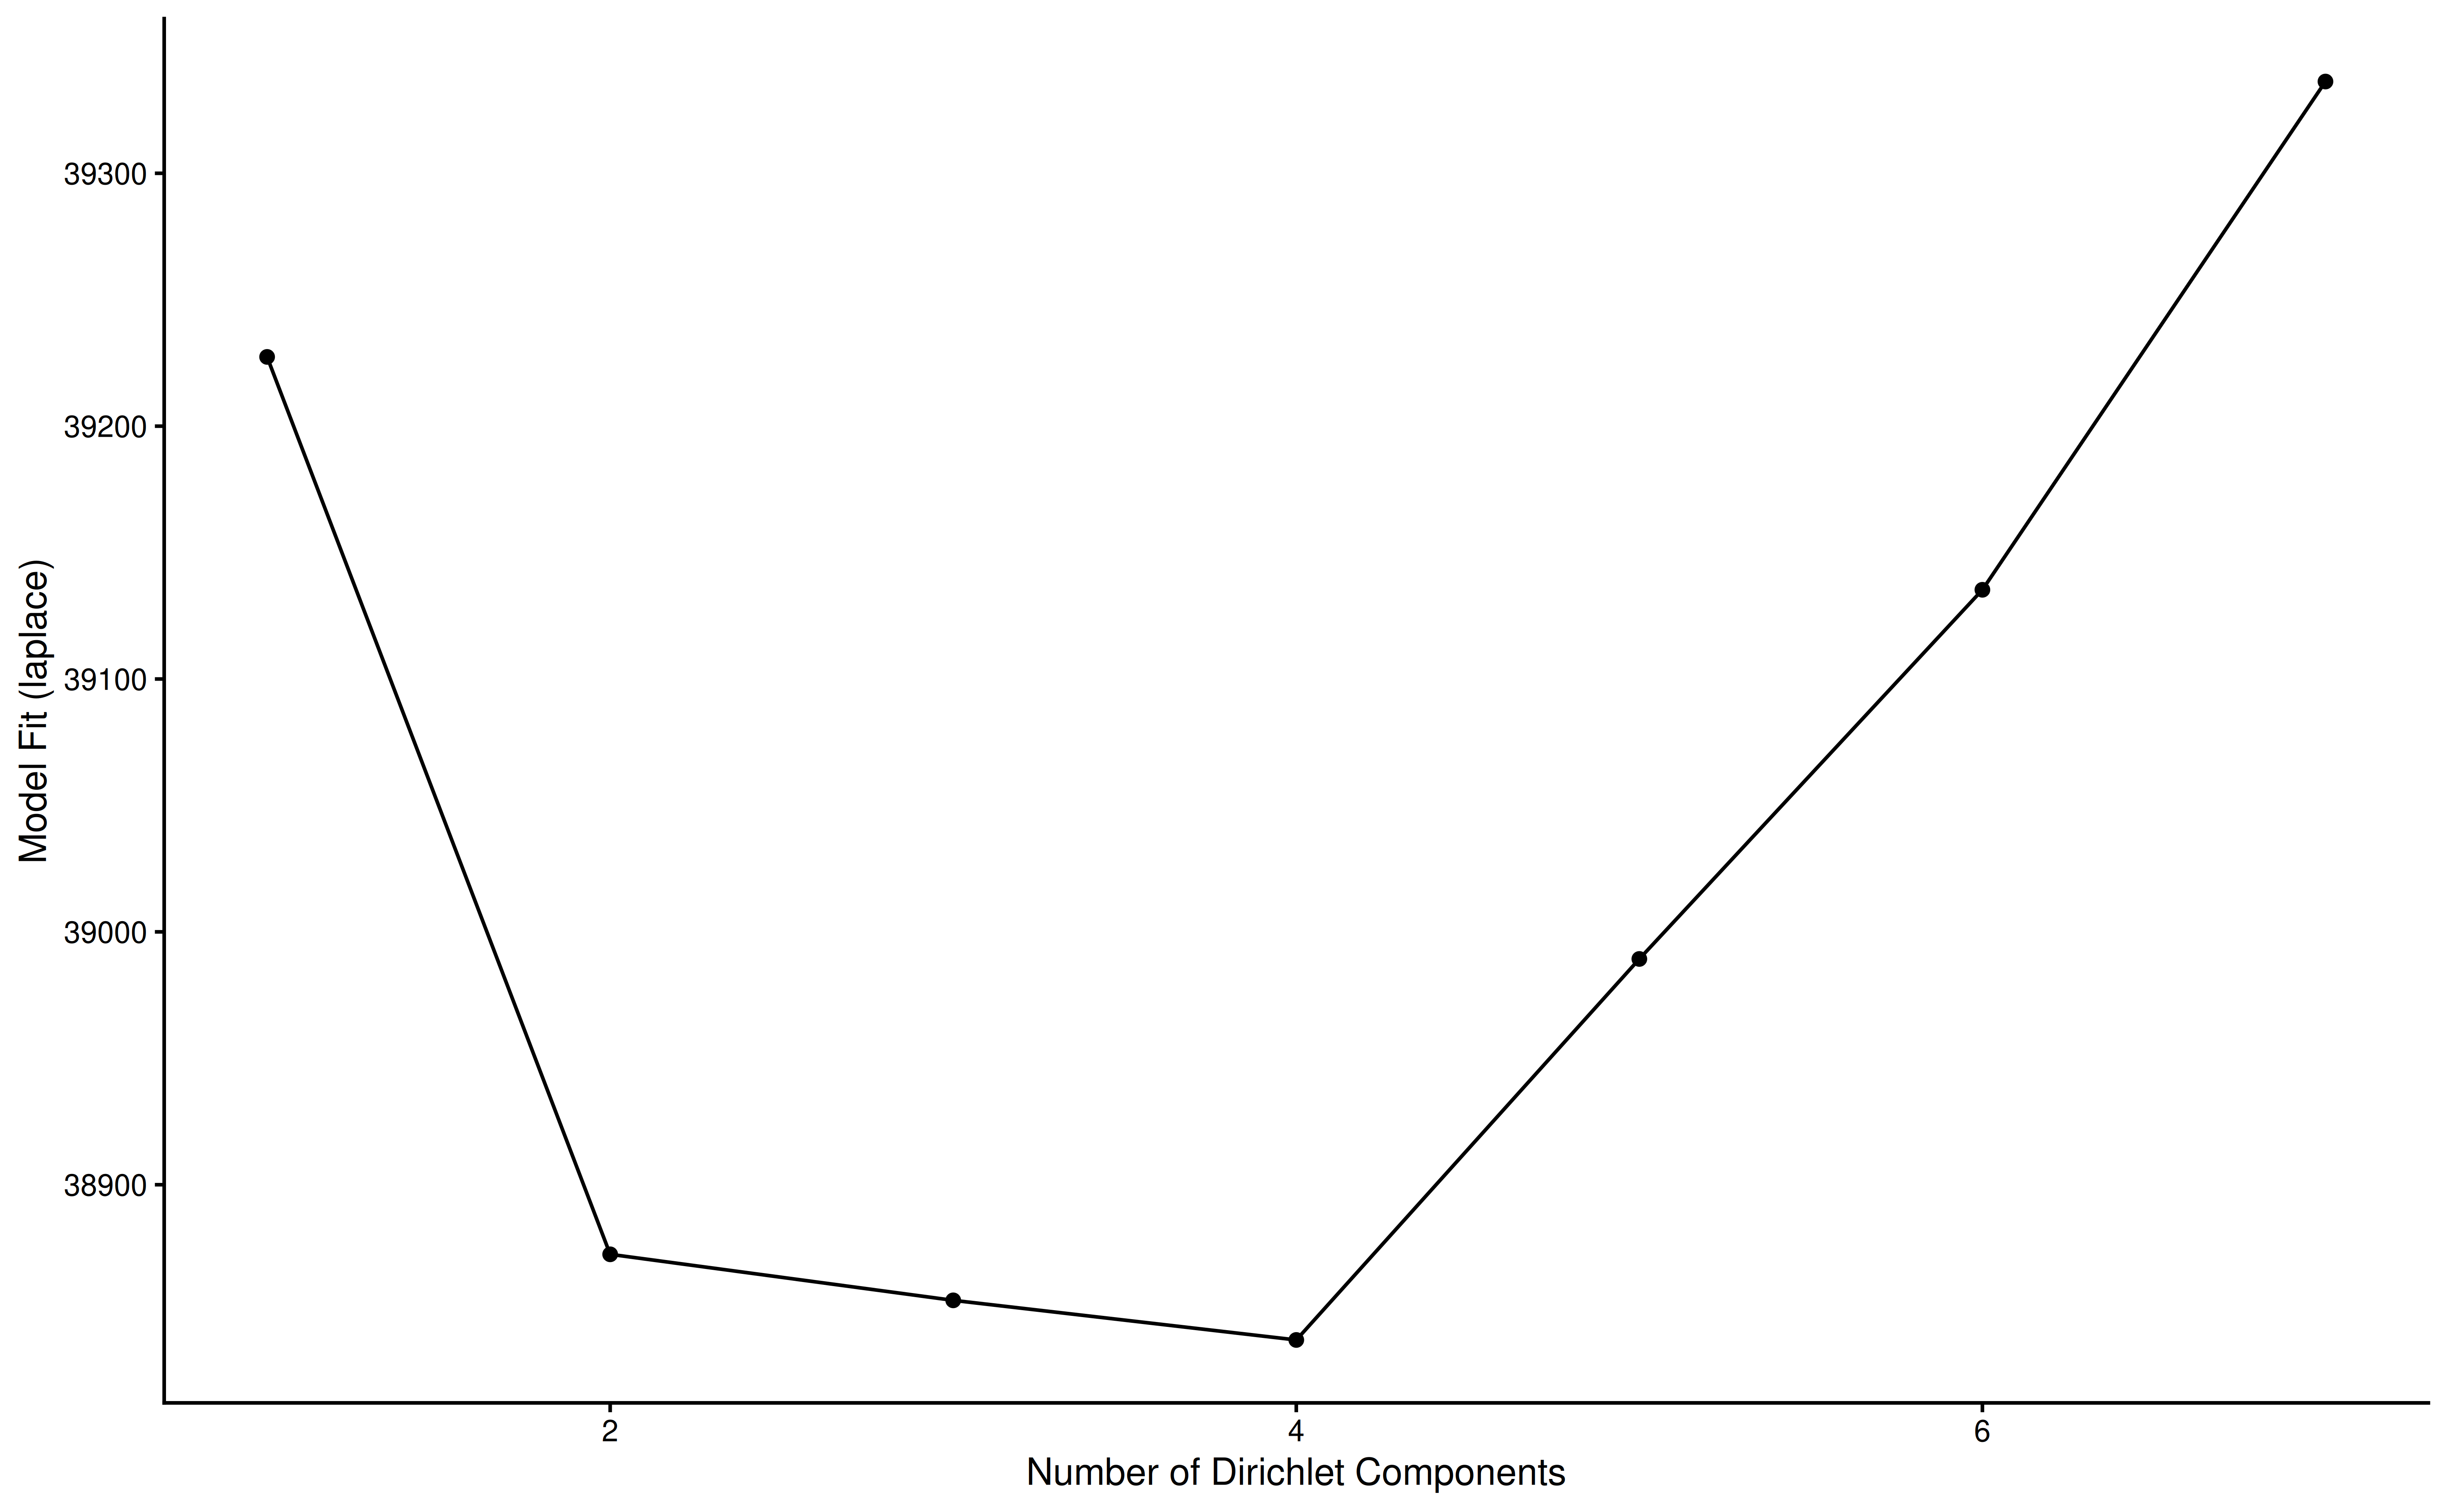 Model Fit (laplace)
39300
39200
39100
39000
38900
2 4 6
Number of Dirichlet Components